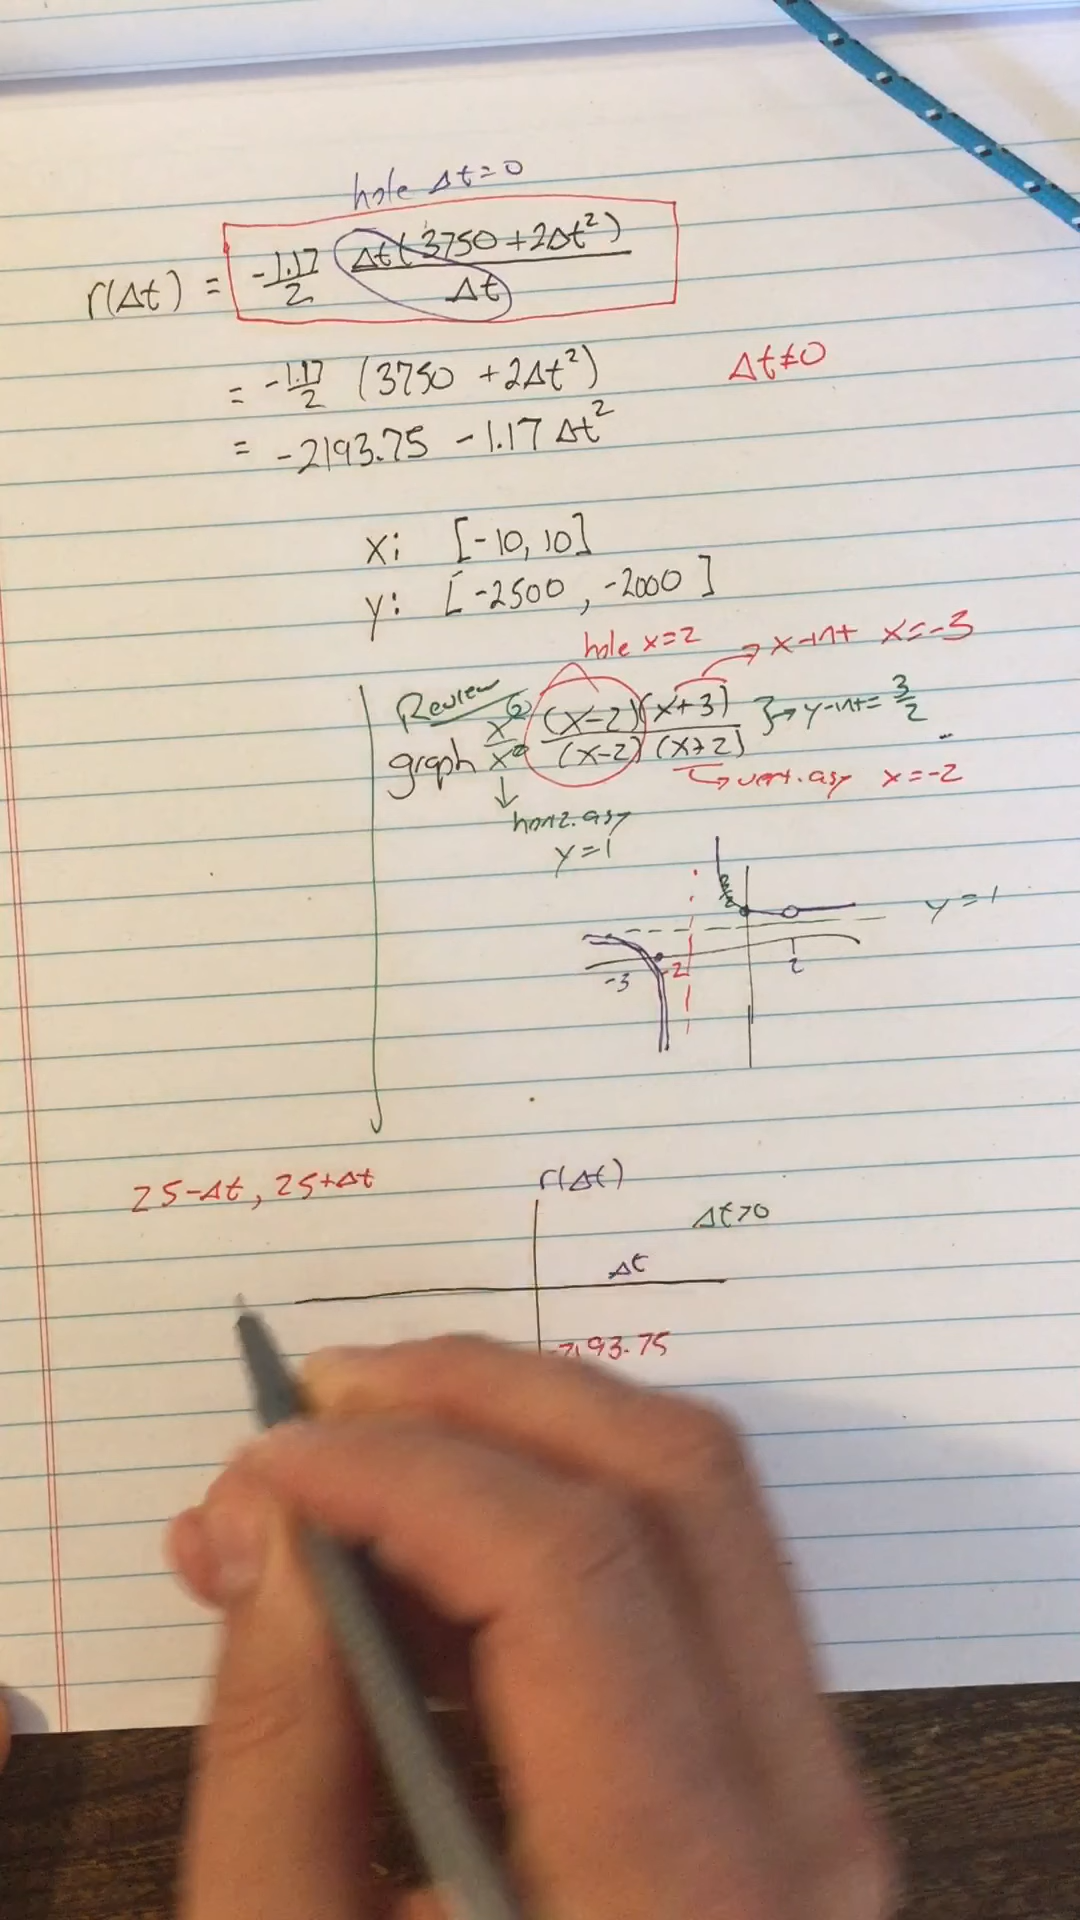 hole Δt=0
r(Δt) = -1.17/2 Δt(3750+2Δt²)/Δt
= -1.17/2 (3750 +2Δt²) Δt≠0
= -2193.75 -1.17 Δt²
x: [-10, 10]
y: [-2500, -2000]
hole x=2 → x-int x=-3
Review
graph (x-2)(x+3) / (x-2)(x+2) } → y-int = 3/2
→ vert. asy x=-2
↓
horiz. asy
y=1
3/2
y=1
-3 -2 2
25-Δt, 25+Δt
r(Δt)
Δt>0
Δt
-2193.75